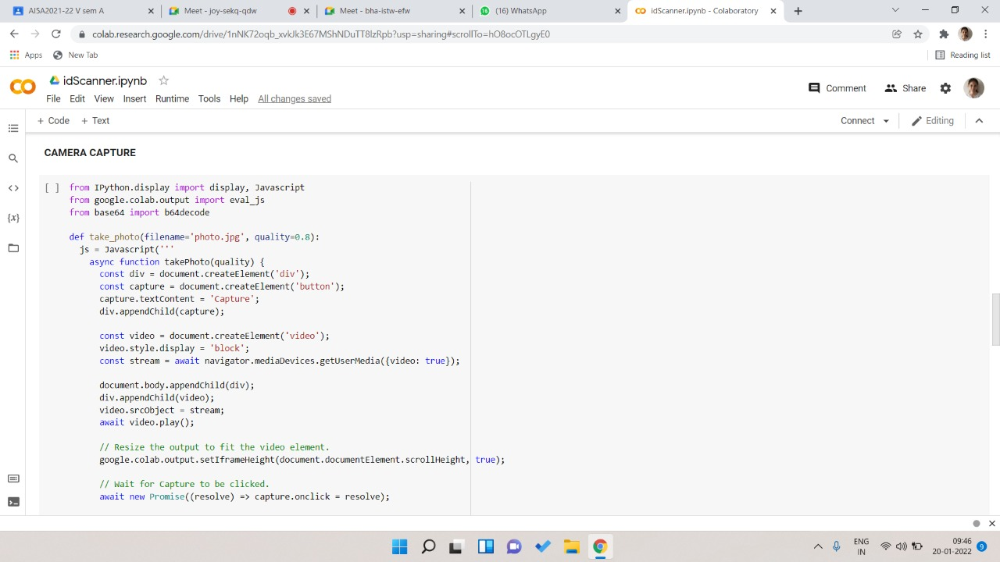 AI5A2021-22 V sem A
Meet - joy-sekq-qdw
Meet - bha-istw-efw
(16) WhatsApp
idScanner.ipynb - Colaboratory
colab.research.google.com/drive/1nNK72oqb_xvkJk3E67MShNDuTT8lzRpb?usp=sharing#scrollTo=hO8ocOTLgyE0
Apps
New Tab
Reading list
idScanner.ipynb
Comment
Share
File Edit View Insert Runtime Tools Help All changes saved
+ Code + Text
Connect
Editing
CAMERA CAPTURE
[ ] from IPython.display import display, Javascript
from google.colab.output import eval_js
from base64 import b64decode
def take_photo(filename='photo.jpg', quality=0.8):
js = Javascript('''
async function takePhoto(quality) {
const div = document.createElement('div');
const capture = document.createElement('button');
capture.textContent = 'Capture';
div.appendChild(capture);
const video = document.createElement('video');
video.style.display = 'block';
const stream = await navigator.mediaDevices.getUserMedia({video: true});
document.body.appendChild(div);
div.appendChild(video);
video.srcObject = stream;
await video.play();
// Resize the output to fit the video element.
google.colab.output.setIframeHeight(document.documentElement.scrollHeight, true);
// Wait for Capture to be clicked.
await new Promise((resolve) => capture.onclick = resolve);
ENG
IN
09:46
20-01-2022
9